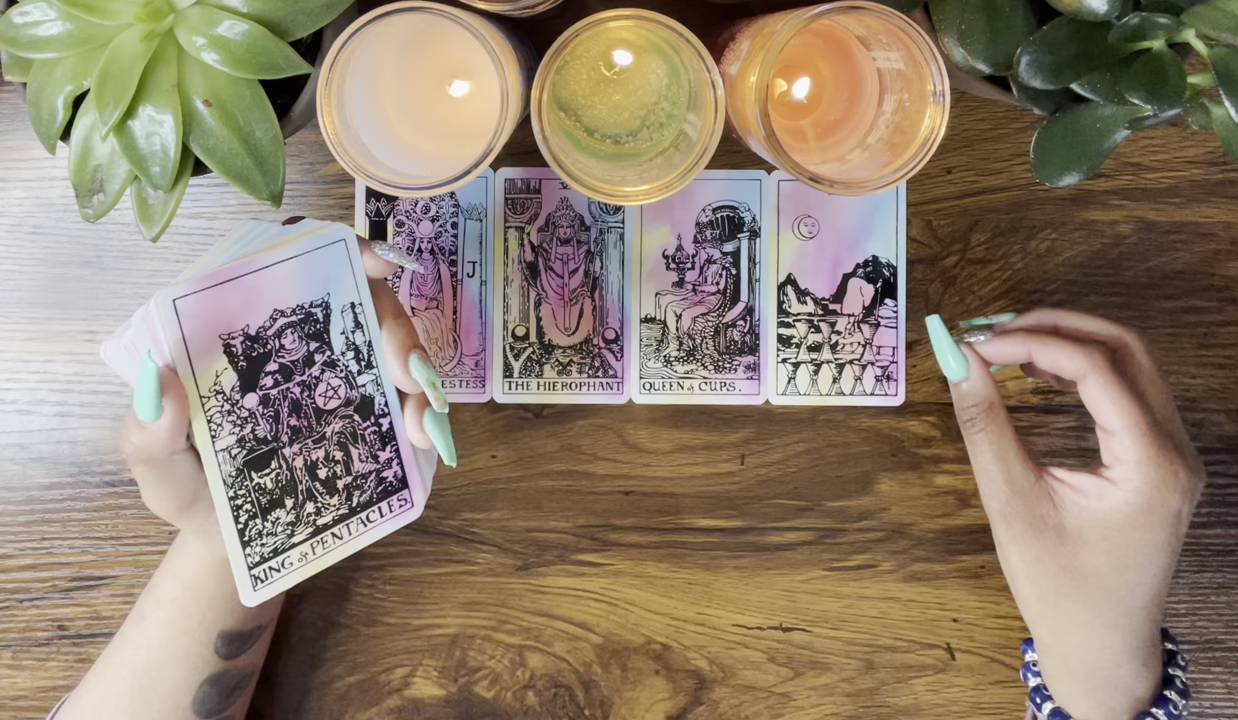 J
ESTESS
V
THE HIEROPHANT
QUEEN of CUPS.
KING of PENTACLES.